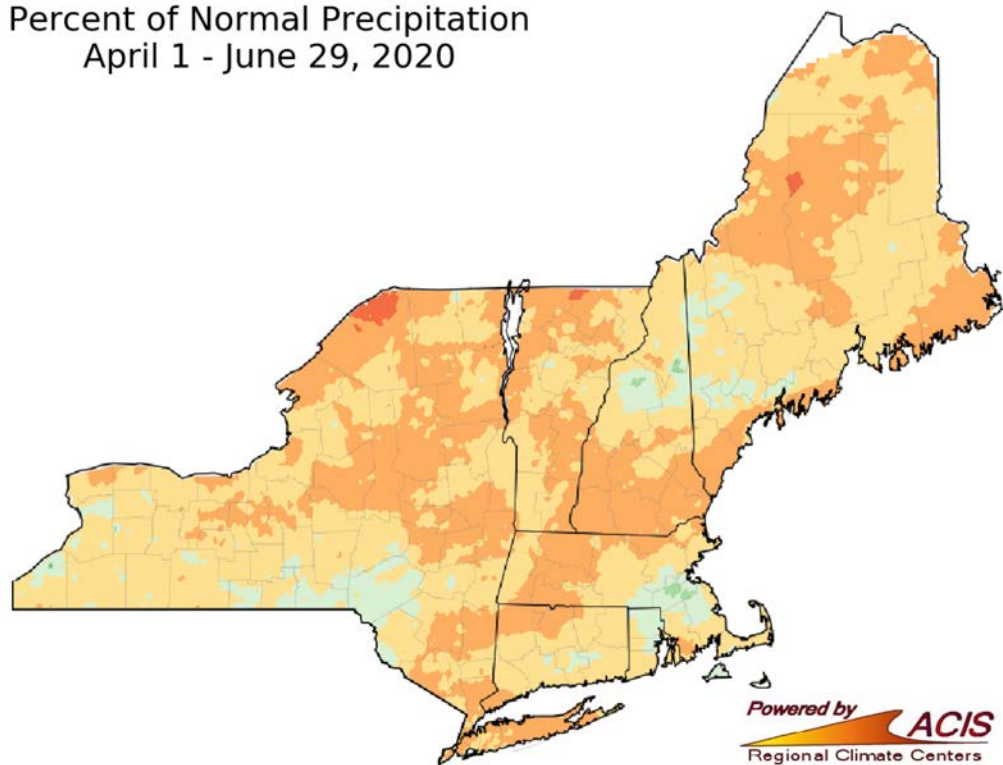 Percent of Normal Precipitation
April 1 - June 29, 2020
Powered by
ACIS
Regional Climate Centers